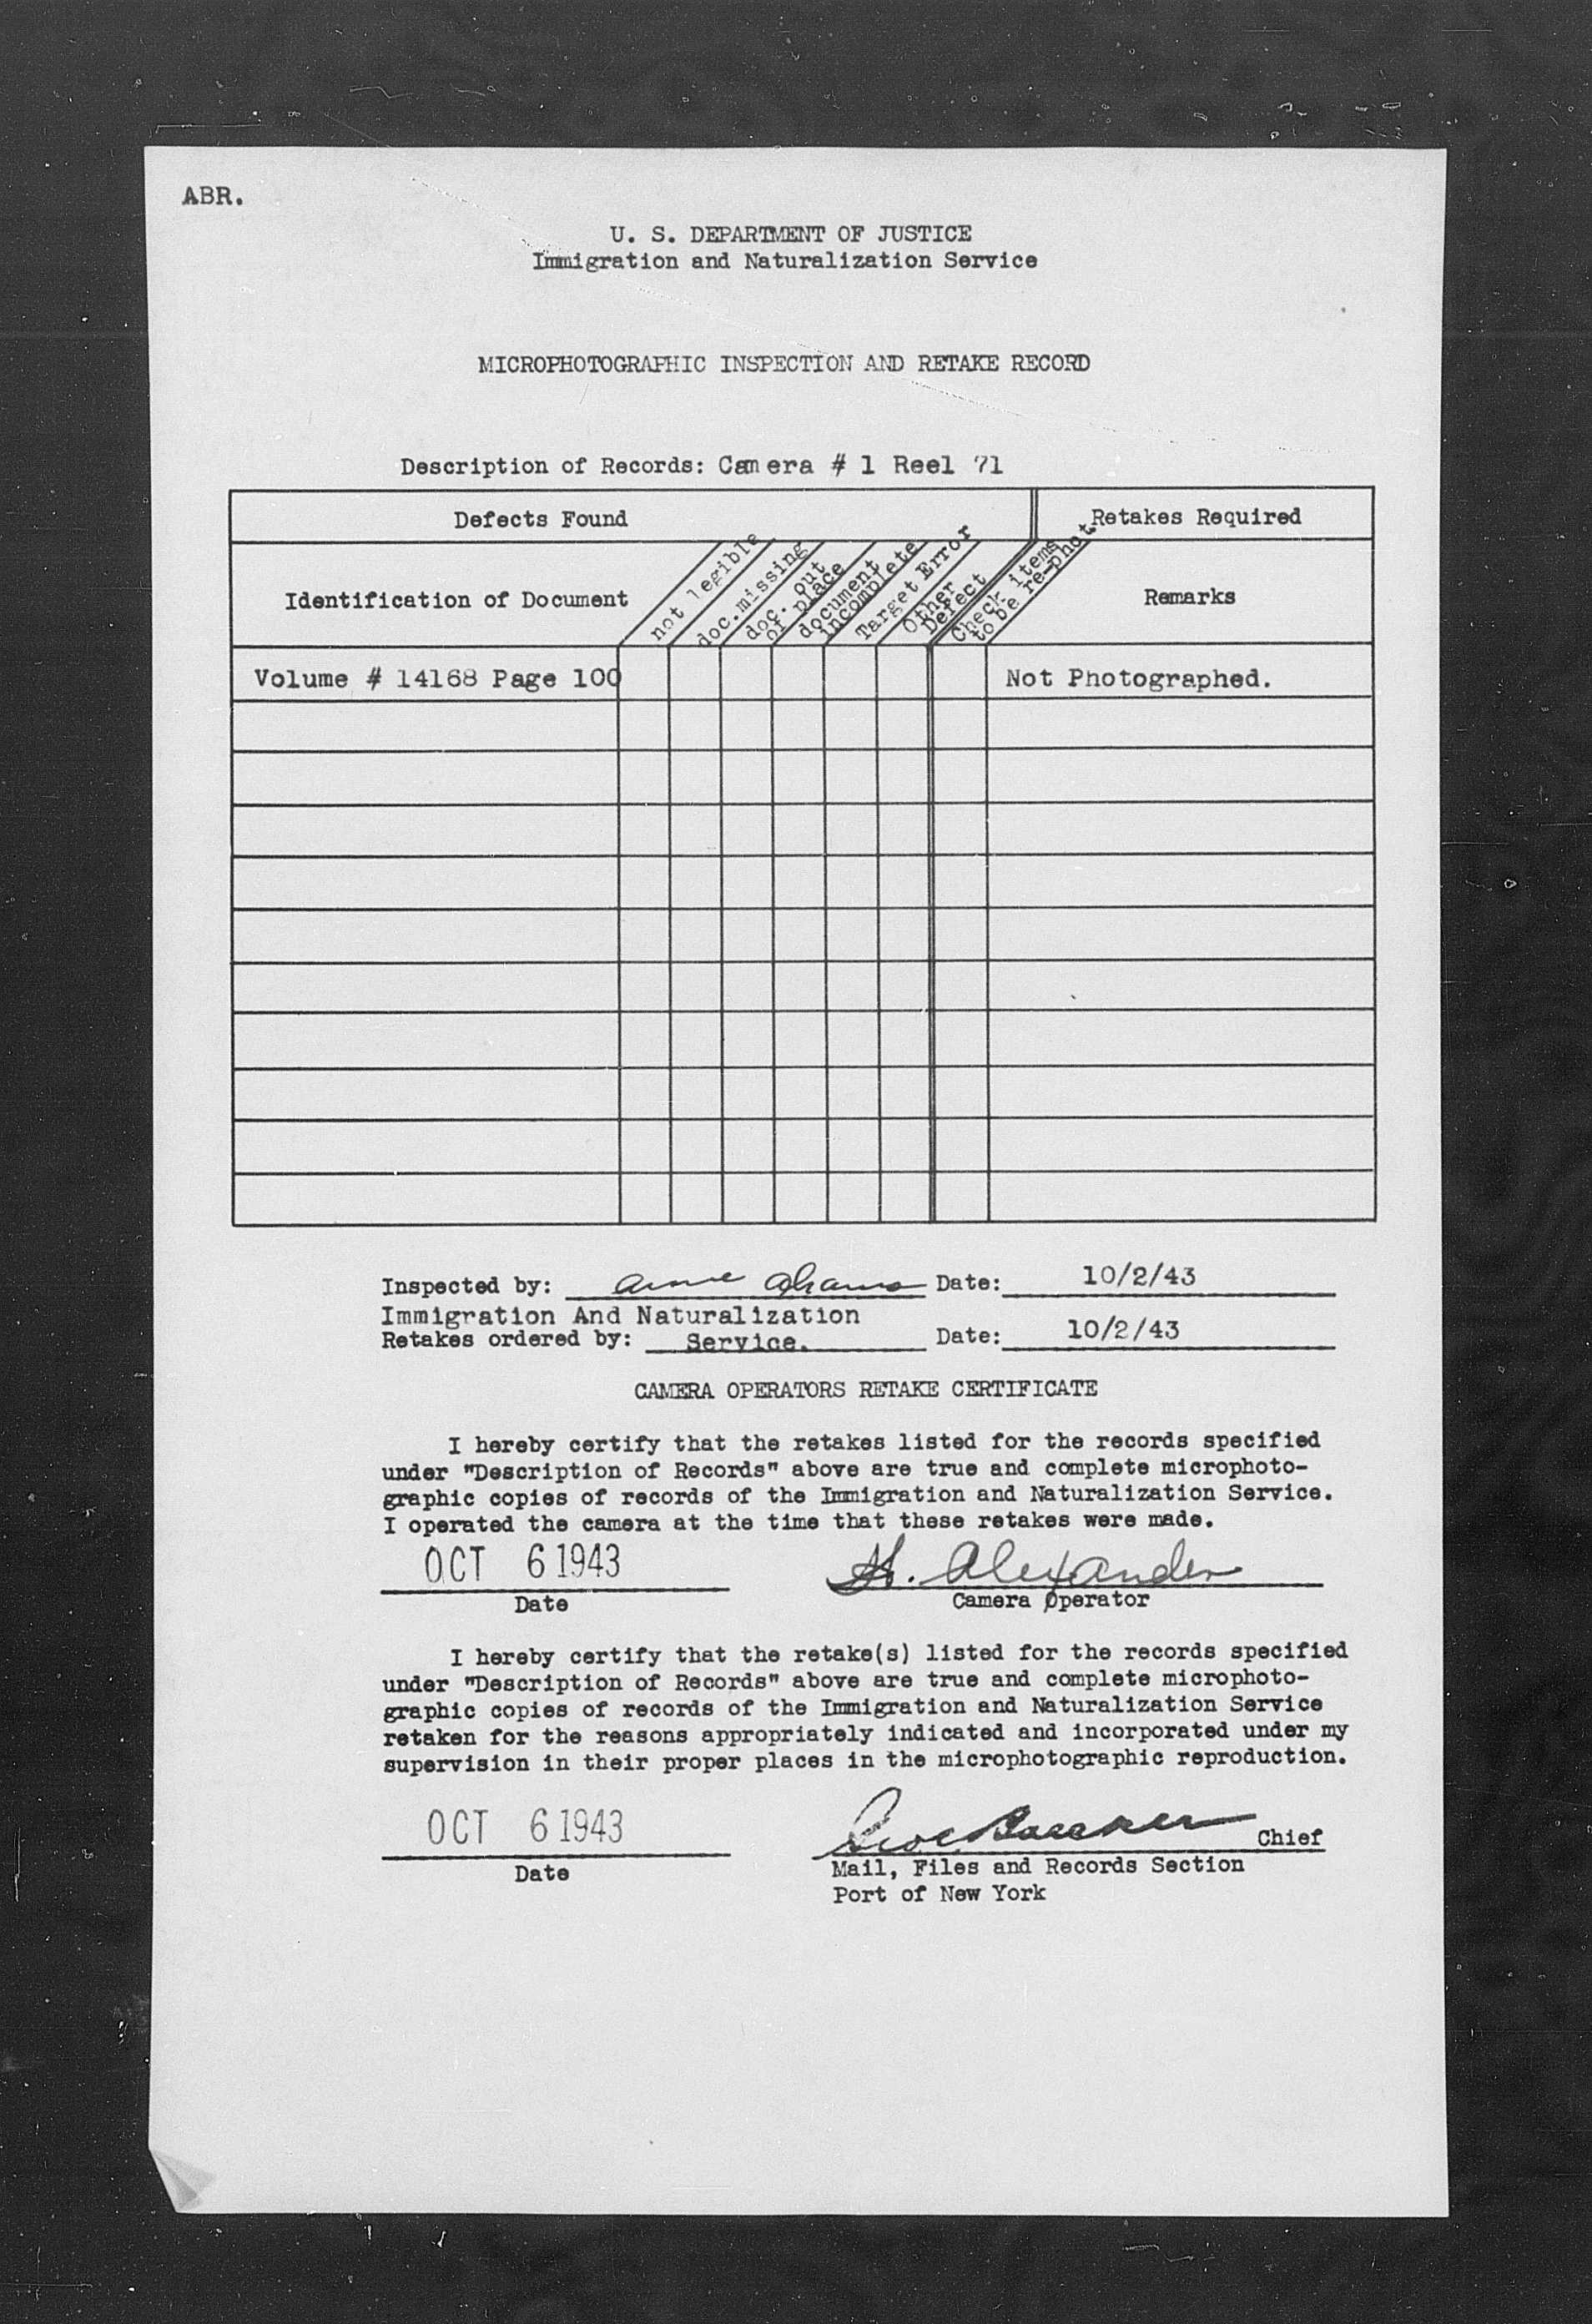 ABR.
U. S. DEPARTMENT OF JUSTICE
Immigration and Naturalization Service
MICROPHOTOGRAPHIC INSPECTION AND RETAKE RECORD
Description of Records: Camera # 1 Reel 71
Defects Found
Retakes Required
Identification of Document
not legible
doc.missing
doc. out
of place
document
incomplete
Target Error
Other
Defect
Check items
to be re-phot.
Remarks
Volume # 14168 Page 100
Not Photographed.
Inspected by: Date: 10/2/43
Immigration And Naturalization
Retakes ordered by: Service. Date: 10/2/43
CAMERA OPERATORS RETAKE CERTIFICATE
I hereby certify that the retakes listed for the records specified
under "Description of Records" above are true and complete microphoto-
graphic copies of records of the Immigration and Naturalization Service.
I operated the camera at the time that these retakes were made.
OCT 6 1943 Alexander
Date Camera Operator
I hereby certify that the retake(s) listed for the records specified
under "Description of Records" above are true and complete microphoto-
graphic copies of records of the Immigration and Naturalization Service
retaken for the reasons appropriately indicated and incorporated under my
supervision in their proper places in the microphotographic reproduction.
OCT 6 1943 Chief
Date Mail, Files and Records Section
Port of New York